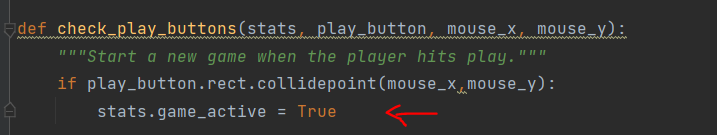 def check_play_buttons(stats, play_button, mouse_x, mouse_y):
    """Start a new game when the player hits play."""
    if play_button.rect.collidepoint(mouse_x,mouse_y):
        stats.game_active = True